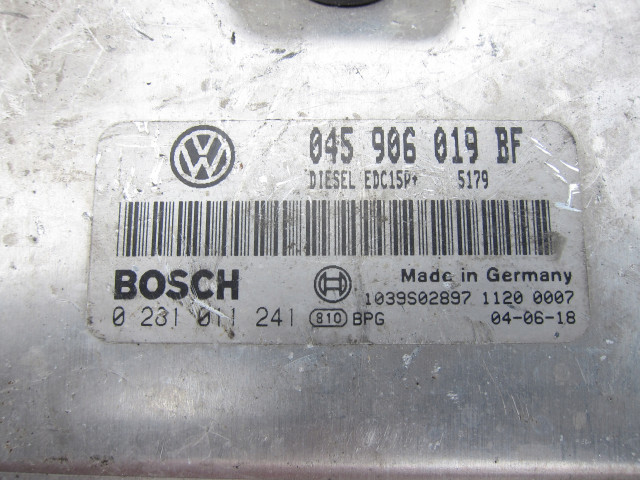 045 906 019 BF
DIESEL EDC15P+ 5179
BOSCH
Made in Germany
1039S02897 1120 0007
0 281 011 241 810 BPG 04-06-18